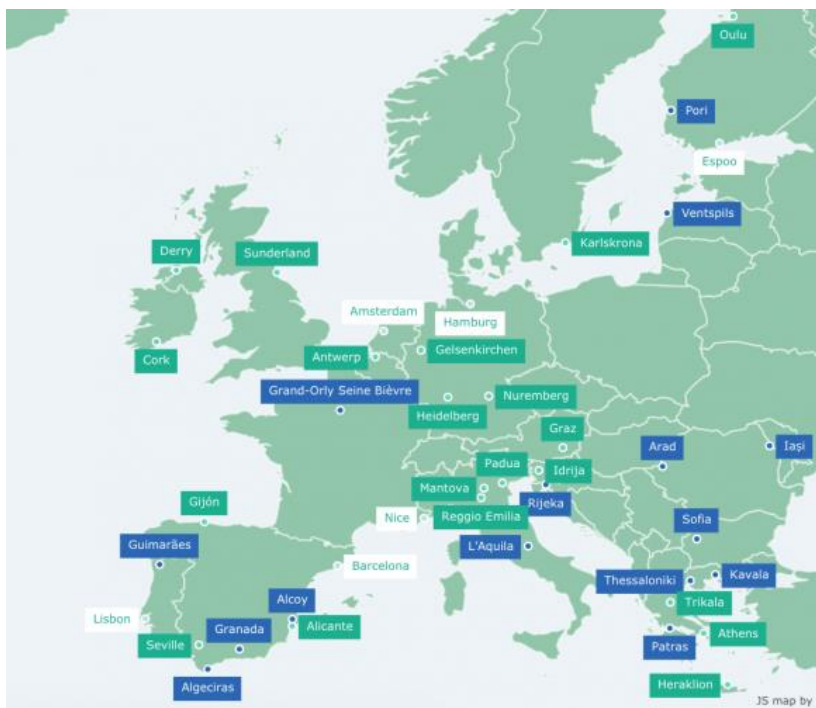 Oulu
Pori
Espoo
Ventspils
Karlskrona
Derry
Sunderland
Amsterdam
Hamburg
Cork
Antwerp
Gelsenkirchen
Grand-Orly Seine Bièvre
Nuremberg
Heidelberg
Graz
Arad
Iași
Padua
Idrija
Mantova
Rijeka
Gijón
Nice
Reggio Emilia
Sofia
Guimarães
L'Aquila
Barcelona
Thessaloniki
Kavala
Alcoy
Trikala
Lisbon
Granada
Alicante
Seville
Athens
Patras
Algeciras
Heraklion
JS map by